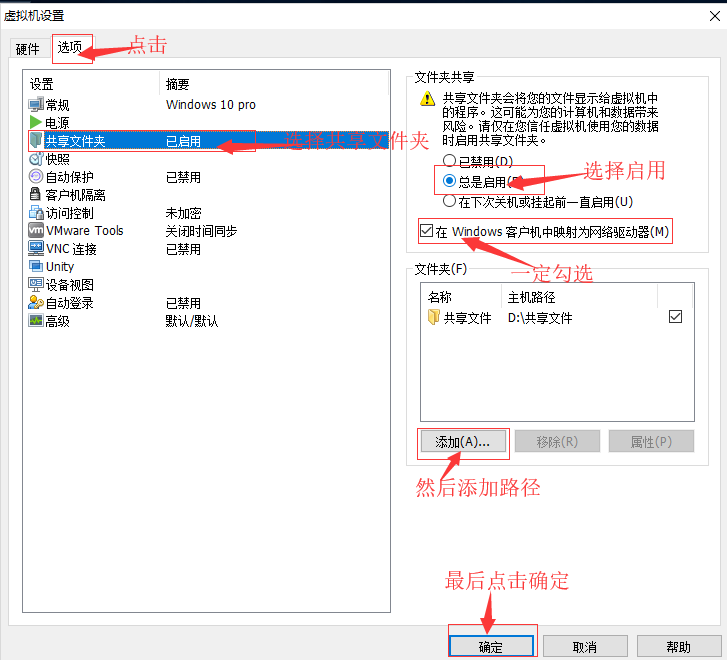 虚拟机设置
硬件
选项
点击
设置
摘要
常规
Windows 10 pro
电源
共享文件夹
已启用
选择共享文件夹
快照
自动保护
已禁用
客户机隔离
访问控制
未加密
VMware Tools
关闭时间同步
VNC 连接
已禁用
Unity
设备视图
自动登录
已禁用
高级
默认/默认
文件夹共享
共享文件夹会将您的文件显示给虚拟机中
的程序。这可能为您的计算机和数据带来
风险。请仅在您信任虚拟机使用您的数据
时启用共享文件夹。
已禁用(D)
总是启用(E)
选择启用
在下次关机或挂起前一直启用(U)
在 Windows 客户机中映射为网络驱动器(M)
一定勾选
文件夹(F)
名称
主机路径
共享文件
D:\共享文件
添加(A)...
移除(R)
属性(P)
然后添加路径
最后点击确定
确定
取消
帮助